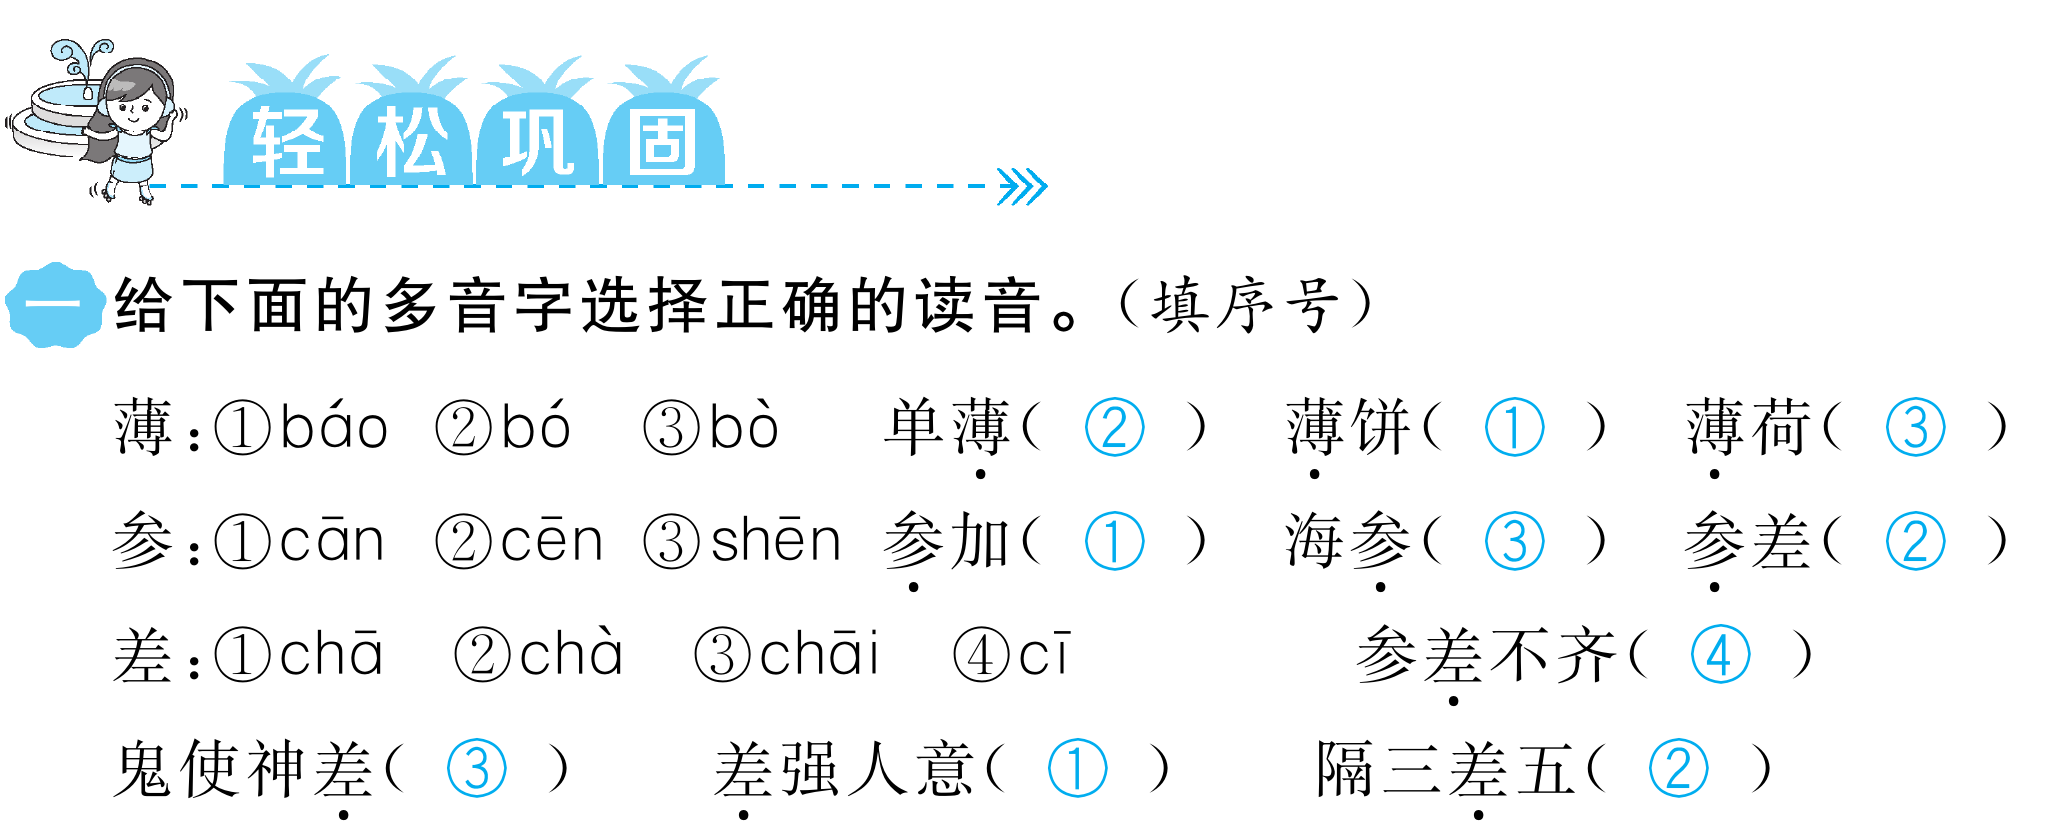 轻松巩固
一 给下面的多音字选择正确的读音。（填序号）
薄：①báo ②bó ③bò 单薄（ ② ） 薄饼（ ① ） 薄荷（ ③ ）
参：①cān ②cēn ③shēn 参加（ ① ） 海参（ ③ ） 参差（ ② ）
差：①chā ②chà ③chāi ④cī 参差不齐（ ④ ）
鬼使神差（ ③ ） 差强人意（ ① ） 隔三差五（ ② ）